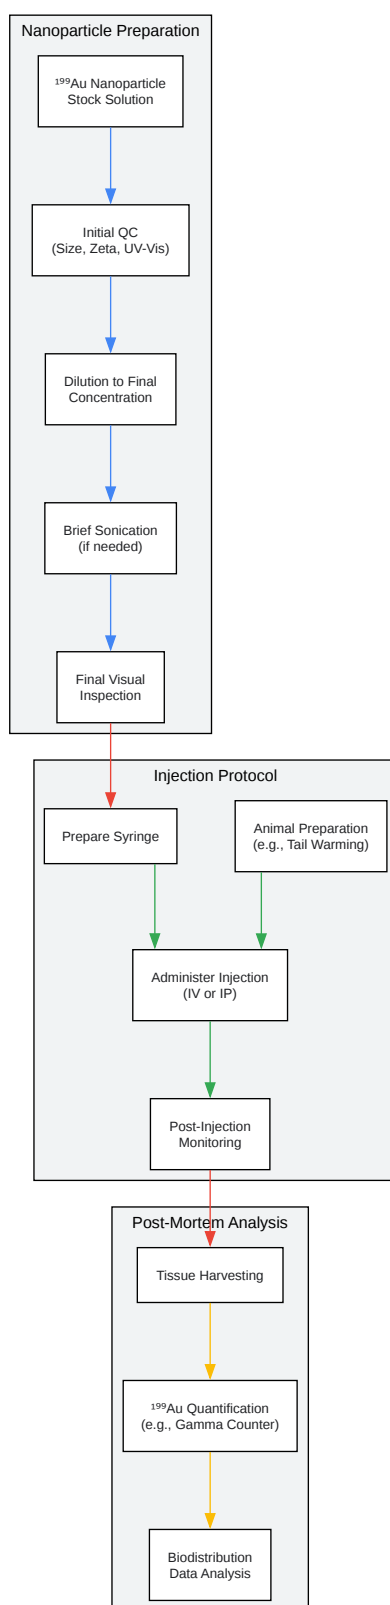 Nanoparticle Preparation
¹⁹⁹Au Nanoparticle
Stock Solution
Initial QC
(Size, Zeta, UV-Vis)
Dilution to Final
Concentration
Brief Sonication
(if needed)
Final Visual
Inspection
Injection Protocol
Prepare Syringe
Animal Preparation
(e.g., Tail Warming)
Administer Injection
(IV or IP)
Post-Injection
Monitoring
Post-Mortem Analysis
Tissue Harvesting
¹⁹⁹Au Quantification
(e.g., Gamma Counter)
Biodistribution
Data Analysis